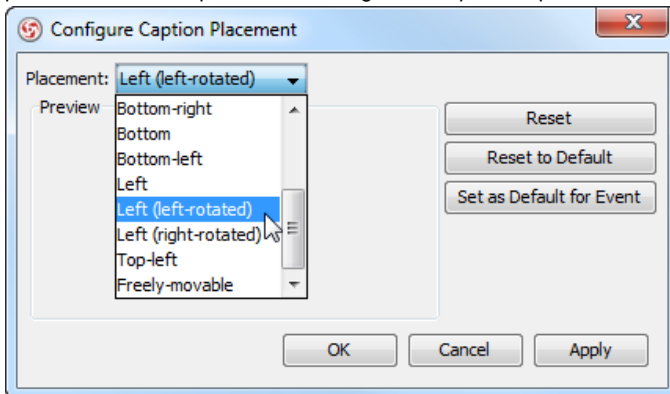 Configure Caption Placement
Placement: Left (left-rotated)
Preview
Bottom-right
Bottom
Bottom-left
Left
Left (left-rotated)
Left (right-rotated)
Top-left
Freely-movable
Reset
Reset to Default
Set as Default for Event
OK
Cancel
Apply